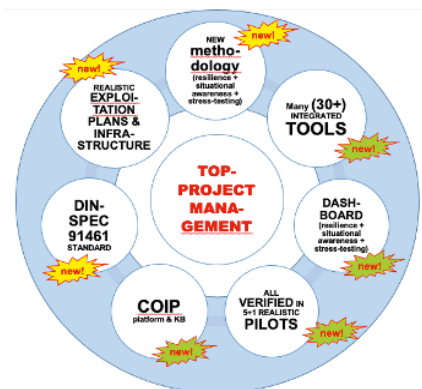 new!
NEW
metho-
dology
(resilience +
situational
awareness +
stress-testing)
new!
REALISTIC
EXPLOI-
TATION
PLANS &
INFRA-
STRUCTURE
Many (30+)
INTEGRATED
TOOLS
new!
TOP-
PROJECT
MANA-
GEMENT
DIN-
SPEC
91461
STANDARD
new!
DASH-
BOARD
(resilience +
situational
awareness +
stress-testing)
new!
COIP
platform & KB
new!
ALL
VERIFIED IN
5+1 REALISTIC
PILOTS
new!